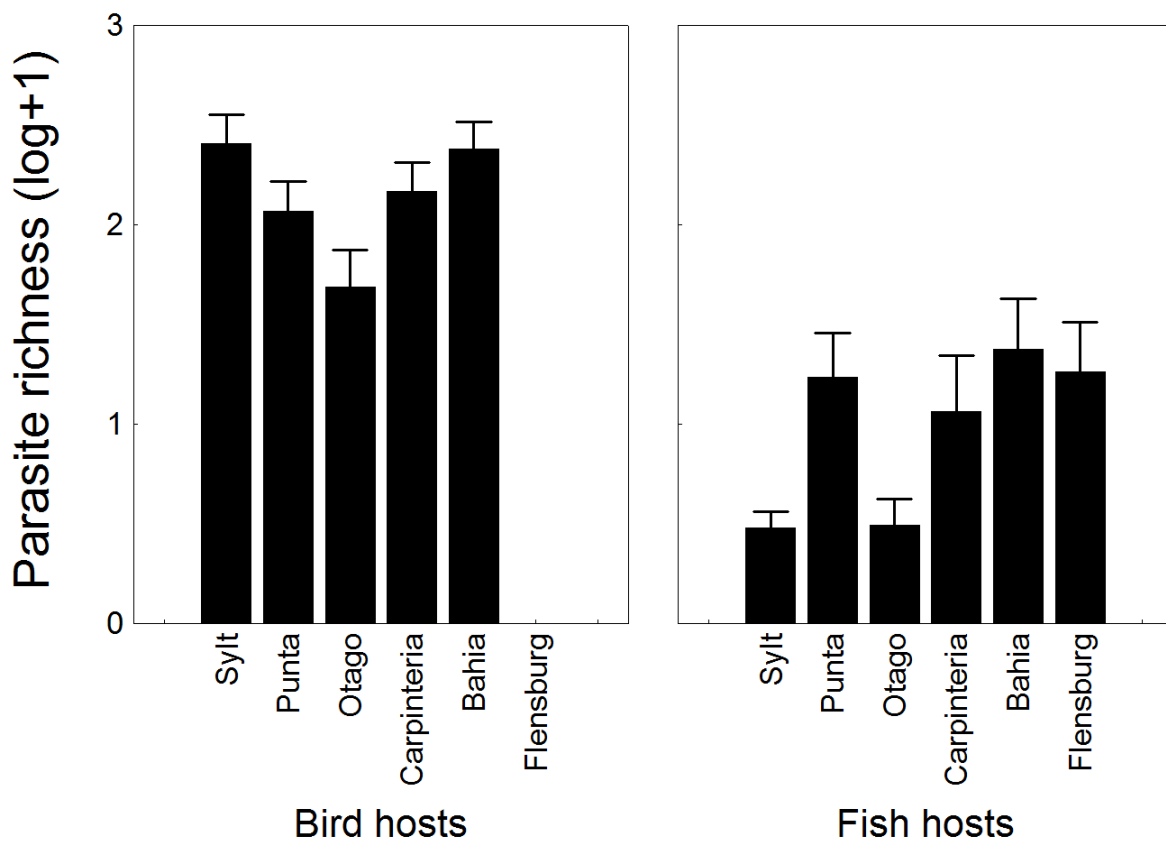 Parasite richness (log+1)
3
2
1
0
Sylt
Punta
Otago
Carpinteria
Bahia
Flensburg
Bird hosts
Sylt
Punta
Otago
Carpinteria
Bahia
Flensburg
Fish hosts